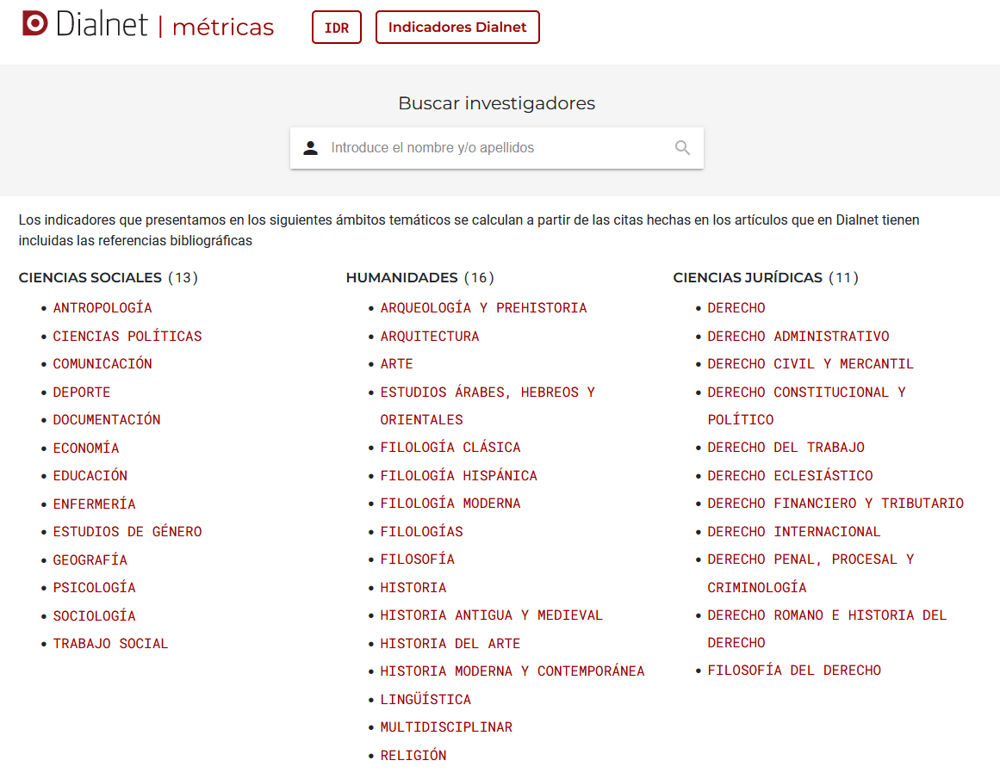 Dialnet | métricas
IDR
Indicadores Dialnet
Buscar investigadores
Introduce el nombre y/o apellidos
Los indicadores que presentamos en los siguientes ámbitos temáticos se calculan a partir de las citas hechas en los artículos que en Dialnet tienen
incluidas las referencias bibliográficas
CIENCIAS SOCIALES (13)
• ANTROPOLOGÍA
• CIENCIAS POLÍTICAS
• COMUNICACIÓN
• DEPORTE
• DOCUMENTACIÓN
• ECONOMÍA
• EDUCACIÓN
• ENFERMERÍA
• ESTUDIOS DE GÉNERO
• GEOGRAFÍA
• PSICOLOGÍA
• SOCIOLOGÍA
• TRABAJO SOCIAL
HUMANIDADES (16)
• ARQUEOLOGÍA Y PREHISTORIA
• ARQUITECTURA
• ARTE
• ESTUDIOS ÁRABES, HEBREOS Y
ORIENTALES
• FILOLOGÍA CLÁSICA
• FILOLOGÍA HISPÁNICA
• FILOLOGÍA MODERNA
• FILOLOGÍAS
• FILOSOFÍA
• HISTORIA
• HISTORIA ANTIGUA Y MEDIEVAL
• HISTORIA DEL ARTE
• HISTORIA MODERNA Y CONTEMPORÁNEA
• LINGÜÍSTICA
• MULTIDISCIPLINAR
• RELIGIÓN
CIENCIAS JURÍDICAS (11)
• DERECHO
• DERECHO ADMINISTRATIVO
• DERECHO CIVIL Y MERCANTIL
• DERECHO CONSTITUCIONAL Y
POLÍTICO
• DERECHO DEL TRABAJO
• DERECHO ECLESIÁSTICO
• DERECHO FINANCIERO Y TRIBUTARIO
• DERECHO INTERNACIONAL
• DERECHO PENAL, PROCESAL Y
CRIMINOLOGÍA
• DERECHO ROMANO E HISTORIA DEL
DERECHO
• FILOSOFÍA DEL DERECHO